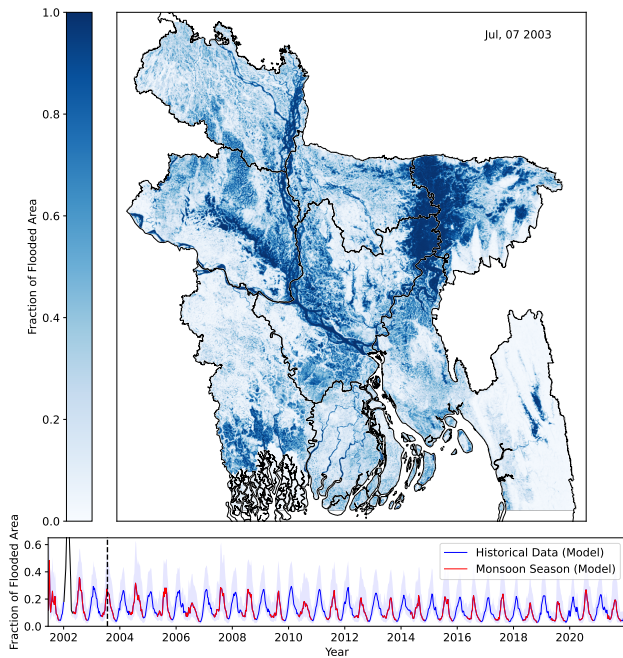 1.0
Jul, 07 2003
0.8
0.6
0.4
0.2
0.0
Fraction of Flooded Area
0.6
0.4
0.2
0.0
Fraction of Flooded Area
Historical Data (Model)
Monsoon Season (Model)
2002 2004 2006 2008 2010 2012 2014 2016 2018 2020
Year